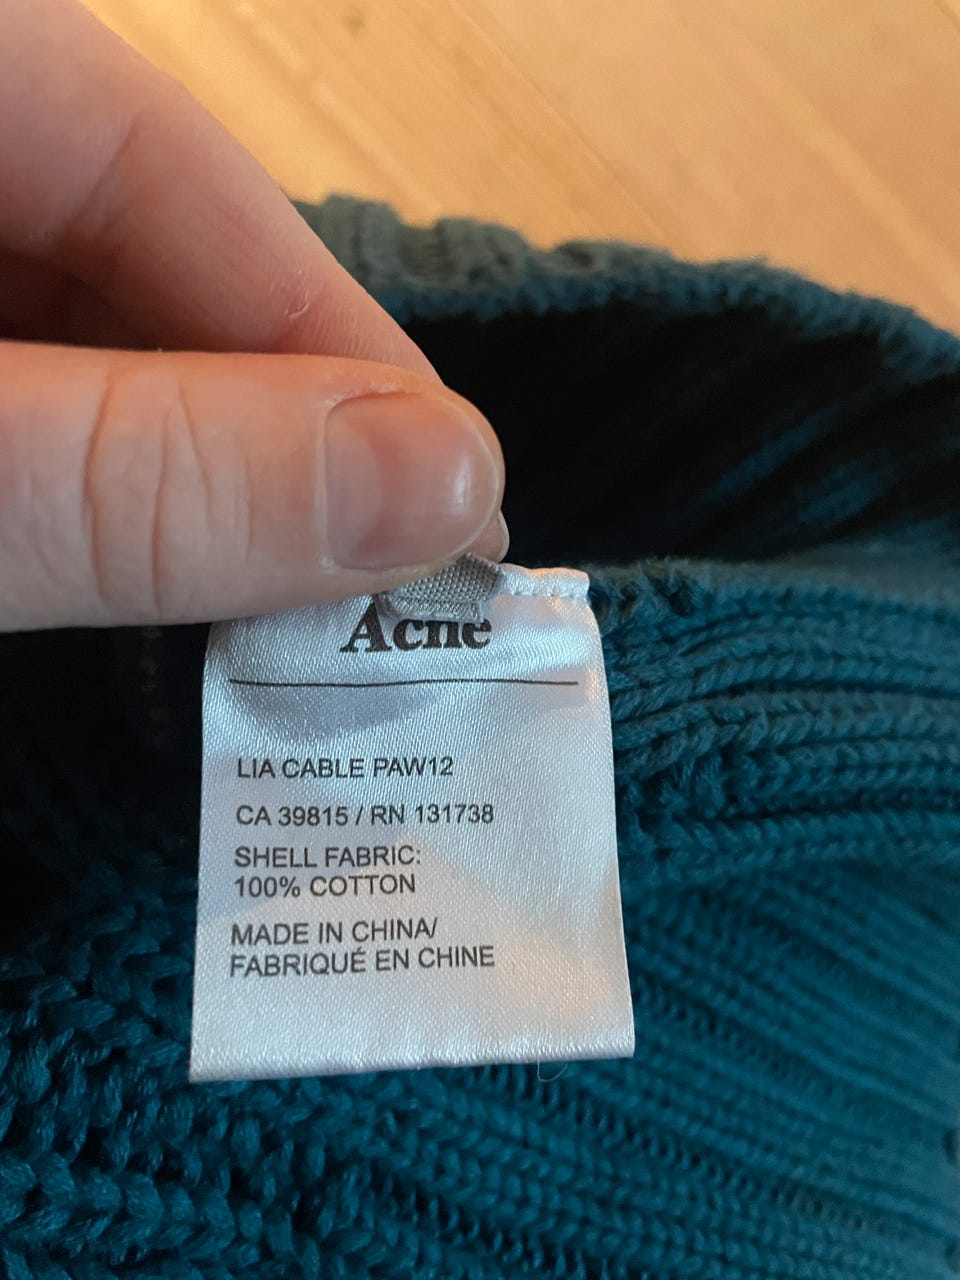 Acne
LIA CABLE PAW12
CA 39815 / RN 131738
SHELL FABRIC:
100% COTTON
MADE IN CHINA/
FABRIQUÉ EN CHINE